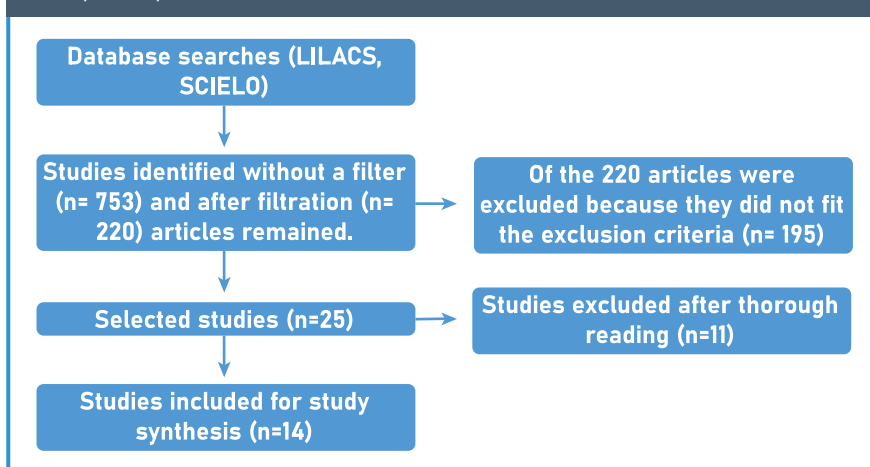 Database searches (LILACS,
SCIELO)
Studies identified without a filter
(n= 753) and after filtration (n=
220) articles remained.
Of the 220 articles were
excluded because they did not fit
the exclusion criteria (n= 195)
Selected studies (n=25)
Studies excluded after thorough
reading (n=11)
Studies included for study
synthesis (n=14)